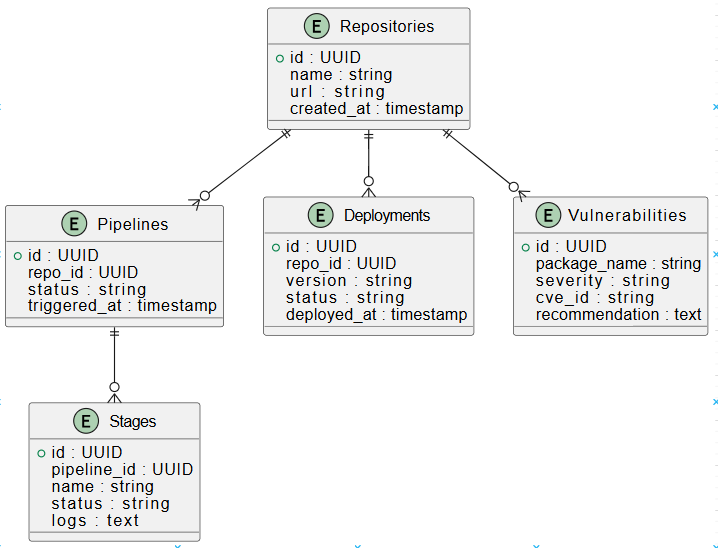 E Repositories
id : UUID
name : string
url : string
created_at : timestamp
E Pipelines
id : UUID
repo_id : UUID
status : string
triggered_at : timestamp
E Deployments
id : UUID
repo_id : UUID
version : string
status : string
deployed_at : timestamp
E Vulnerabilities
id : UUID
package_name : string
severity : string
cve_id : string
recommendation : text
E Stages
id : UUID
pipeline_id : UUID
name : string
status : string
logs : text